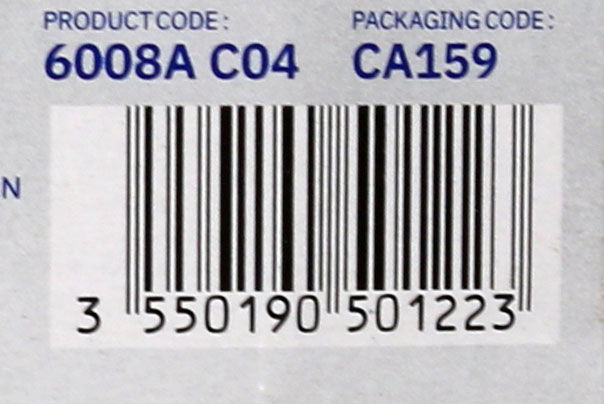 PRODUCT CODE: PACKAGING CODE:
6008A C04 CA159
N
3 550190 501223